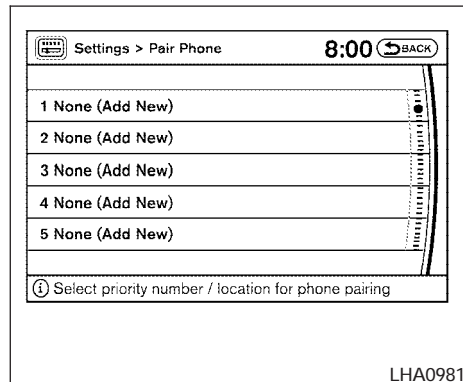 Settings > Pair Phone 8:00 BACK
1 None (Add New)
2 None (Add New)
3 None (Add New)
4 None (Add New)
5 None (Add New)
i Select priority number / location for phone pairing
LHA0981